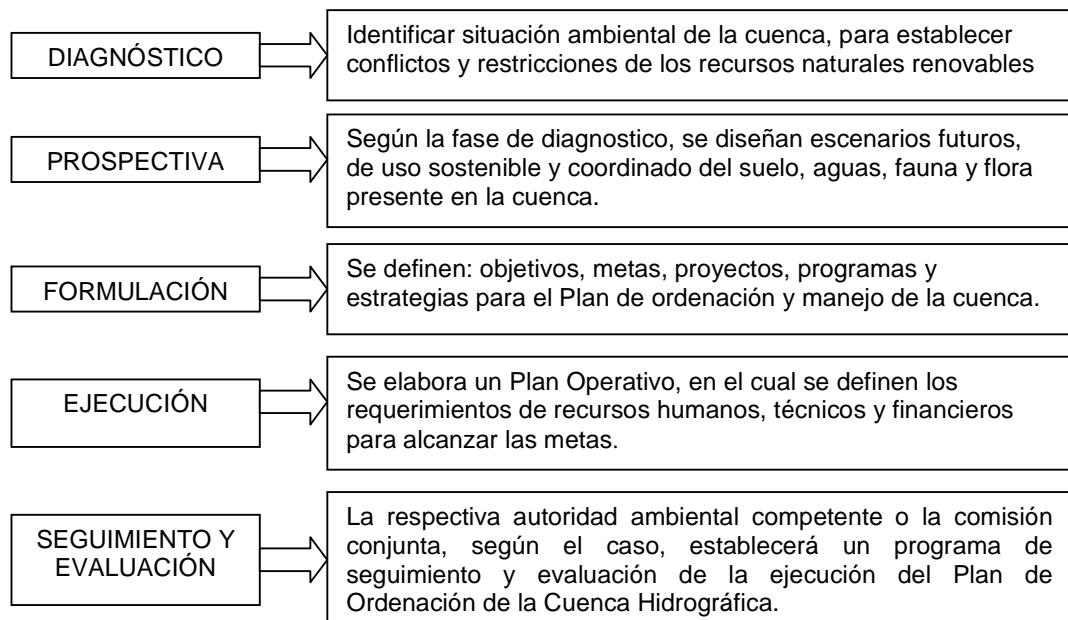 DIAGNÓSTICO
Identificar situación ambiental de la cuenca, para establecer
conflictos y restricciones de los recursos naturales renovables
PROSPECTIVA
Según la fase de diagnostico, se diseñan escenarios futuros,
de uso sostenible y coordinado del suelo, aguas, fauna y flora
presente en la cuenca.
FORMULACIÓN
Se definen: objetivos, metas, proyectos, programas y
estrategias para el Plan de ordenación y manejo de la cuenca.
EJECUCIÓN
Se elabora un Plan Operativo, en el cual se definen los
requerimientos de recursos humanos, técnicos y financieros
para alcanzar las metas.
SEGUIMIENTO Y
EVALUACIÓN
La respectiva autoridad ambiental competente o la comisión
conjunta, según el caso, establecerá un programa de
seguimiento y evaluación de la ejecución del Plan de
Ordenación de la Cuenca Hidrográfica.